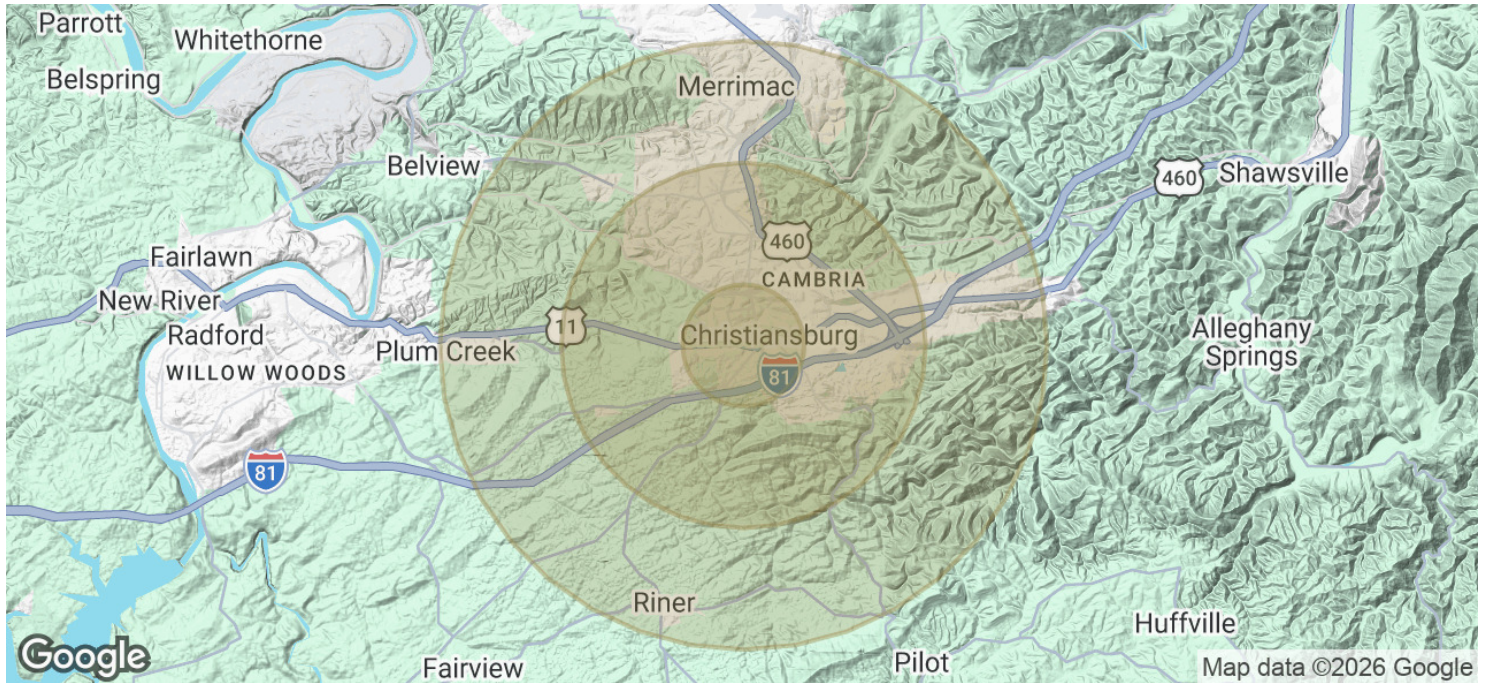 Parrott
Whitethorne
Belspring
Merrimac
Belview
460
Shawsville
460
Fairlawn
CAMBRIA
New River
11
Radford
Christiansburg
Alleghany
Springs
Plum Creek
WILLOW WOODS
81
81
Riner
Huffville
Google
Fairview
Pilot
Map data ©2026 Google